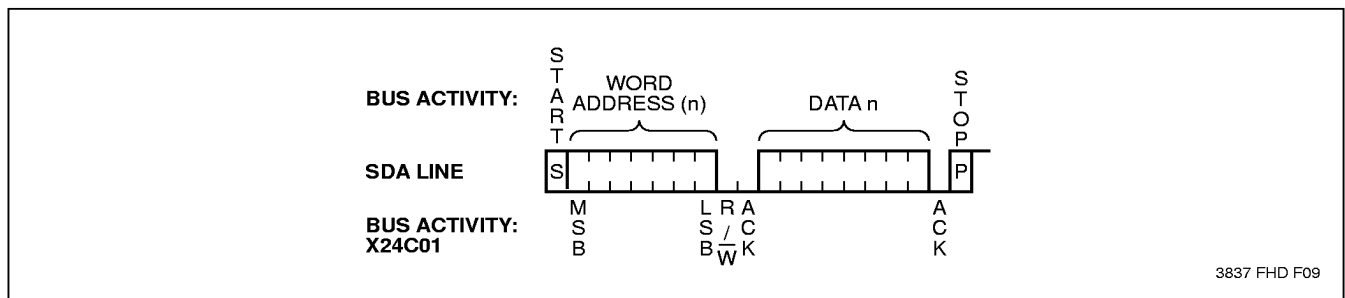 BUS ACTIVITY:
START
WORD
ADDRESS (n)
DATA n
STOP
SDA LINE
S
P
BUS ACTIVITY:
X24C01
MSB
LSB
R/W
ACK
ACK
3837 FHD F09